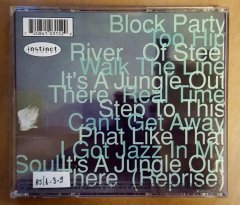 Block Party
Too Hip
River Of Steel
Walk The Line
It's A Jungle Out
There Real Time
Step To This
Can't Get Away
Phat Like That
I Got Jazz In My
Soul It's A Jungle Out
There (Reprise)
instinct